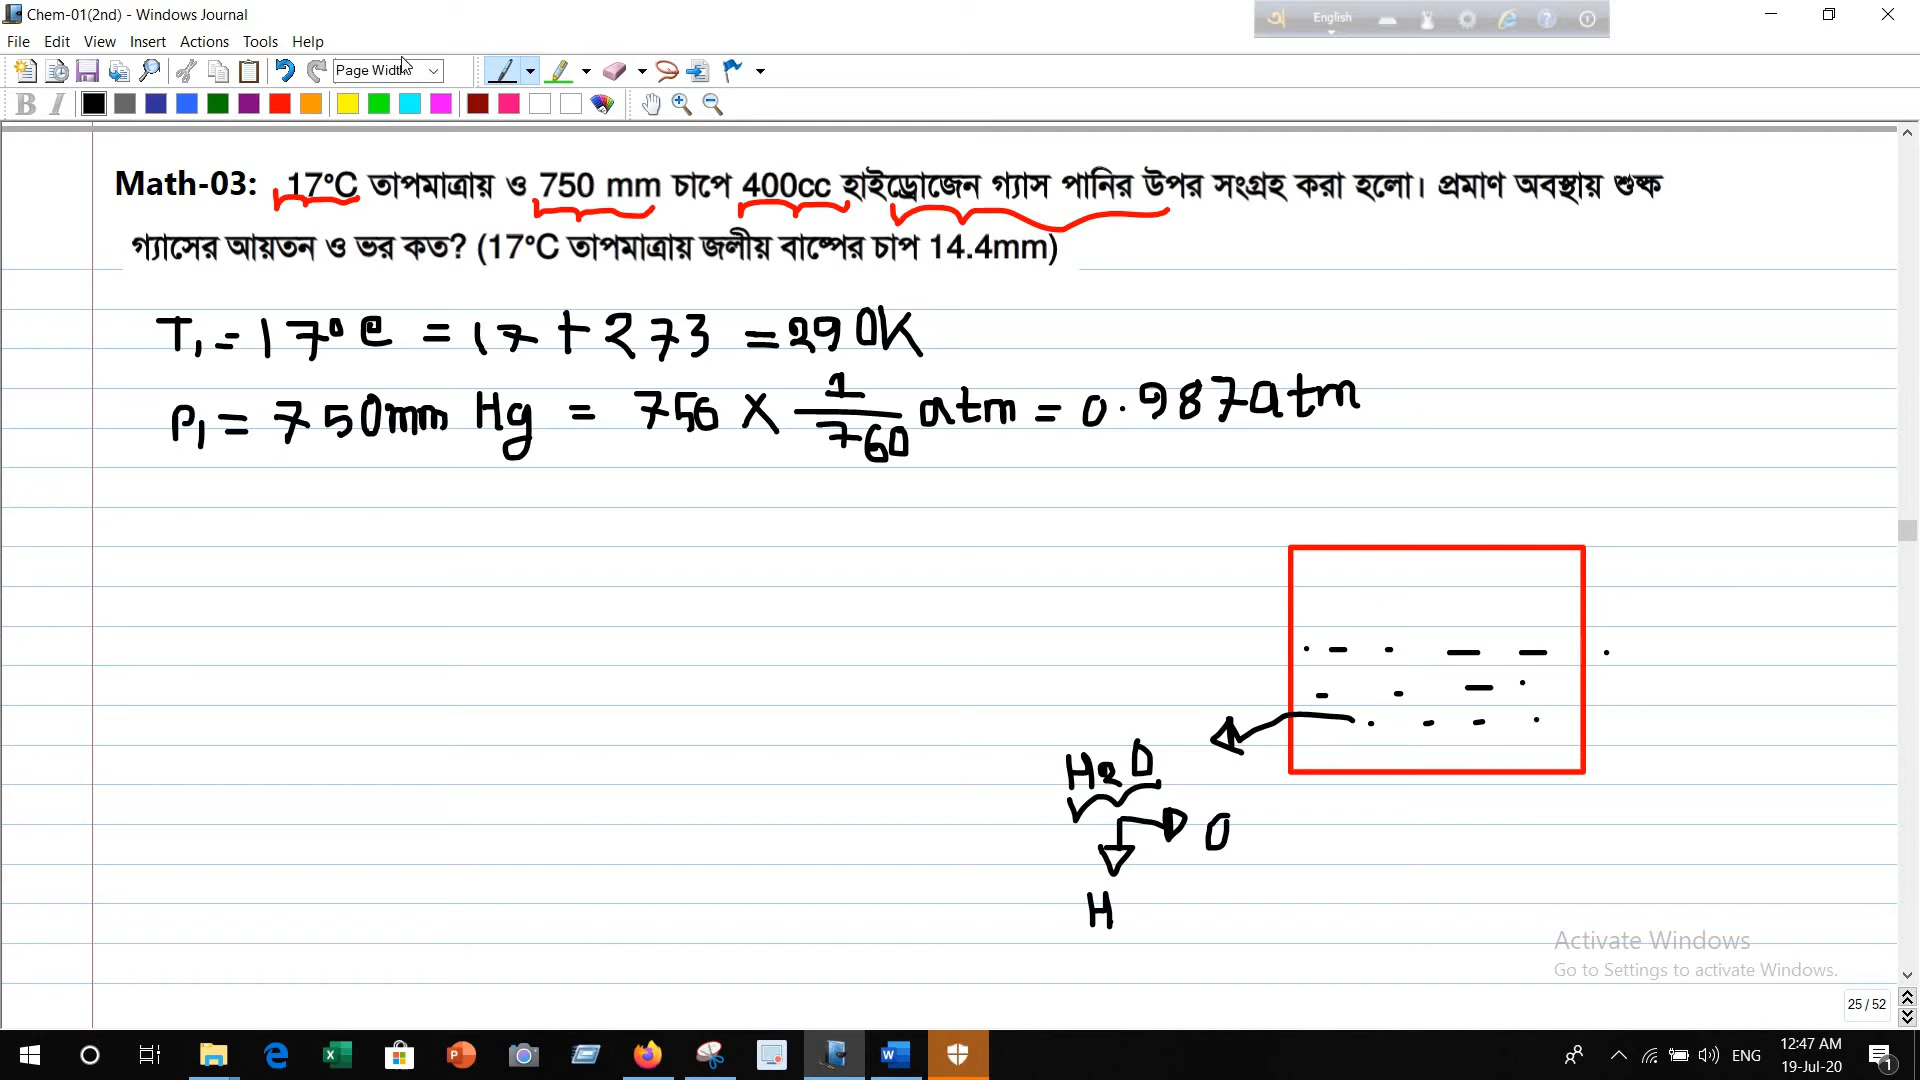 Chem-01(2nd) - Windows Journal
English
File Edit View Insert Actions Tools Help
Page Width
B I
Math-03: 17°C তাপমাত্রায় ও 750 mm চাপে 400cc হাইড্রোজেন গ্যাস পানির উপর সংগ্রহ করা হলো। প্রমাণ অবস্থায় শুষ্ক
গ্যাসের আয়তন ও ভর কত? (17°C তাপমাত্রায় জলীয় বাষ্পের চাপ 14.4mm)
T₁ = 17°C = 17 + 273 = 290K
P₁ = 750mm Hg = 750 × 1/760 atm = 0.987atm
H₂O
O
H
Activate Windows
Go to Settings to activate Windows.
25 / 52
ENG
12:47 AM
19-Jul-20
1